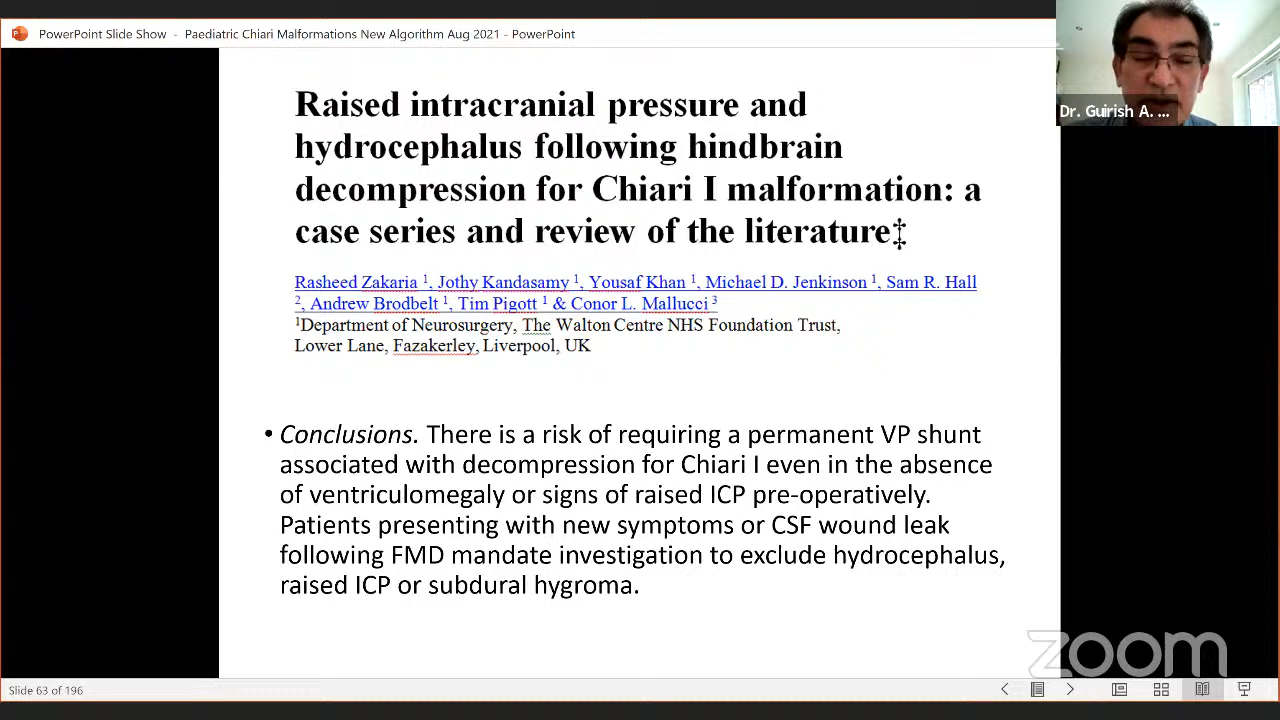 PowerPoint Slide Show - Paediatric Chiari Malformations New Algorithm Aug 2021 - PowerPoint
Dr. Guirish A. ...
Raised intracranial pressure and
hydrocephalus following hindbrain
decompression for Chiari I malformation: a
case series and review of the literature‡
Rasheed Zakaria 1, Jothy Kandasamy 1, Yousaf Khan 1, Michael D. Jenkinson 1, Sam R. Hall
2, Andrew Brodbelt 1, Tim Pigott 1 & Conor L. Mallucci 3
1Department of Neurosurgery, The Walton Centre NHS Foundation Trust,
Lower Lane, Fazakerley, Liverpool, UK
• Conclusions. There is a risk of requiring a permanent VP shunt
associated with decompression for Chiari I even in the absence
of ventriculomegaly or signs of raised ICP pre-operatively.
Patients presenting with new symptoms or CSF wound leak
following FMD mandate investigation to exclude hydrocephalus,
raised ICP or subdural hygroma.
zoom
Slide 63 of 196